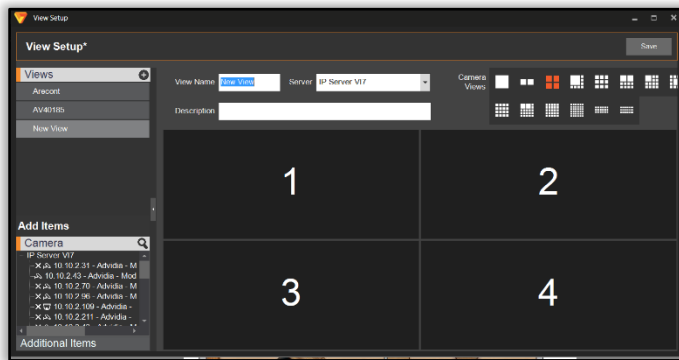 View Setup
View Setup*
Save
Views
Arecont
AV40185
New View
View Name New View Server IP Server VI7
Camera
Views
Description
1
2
3
4
Add Items
Camera
IP Server VI7
10.10.2.31 - Advidia - M
10.10.2.43 - Advidia - Mod
10.10.2.70 - Advidia - M
10.10.2.96 - Advidia - M
10.10.2.109 - Advidia -
10.10.2.211 - Advidia - M
Additional Items